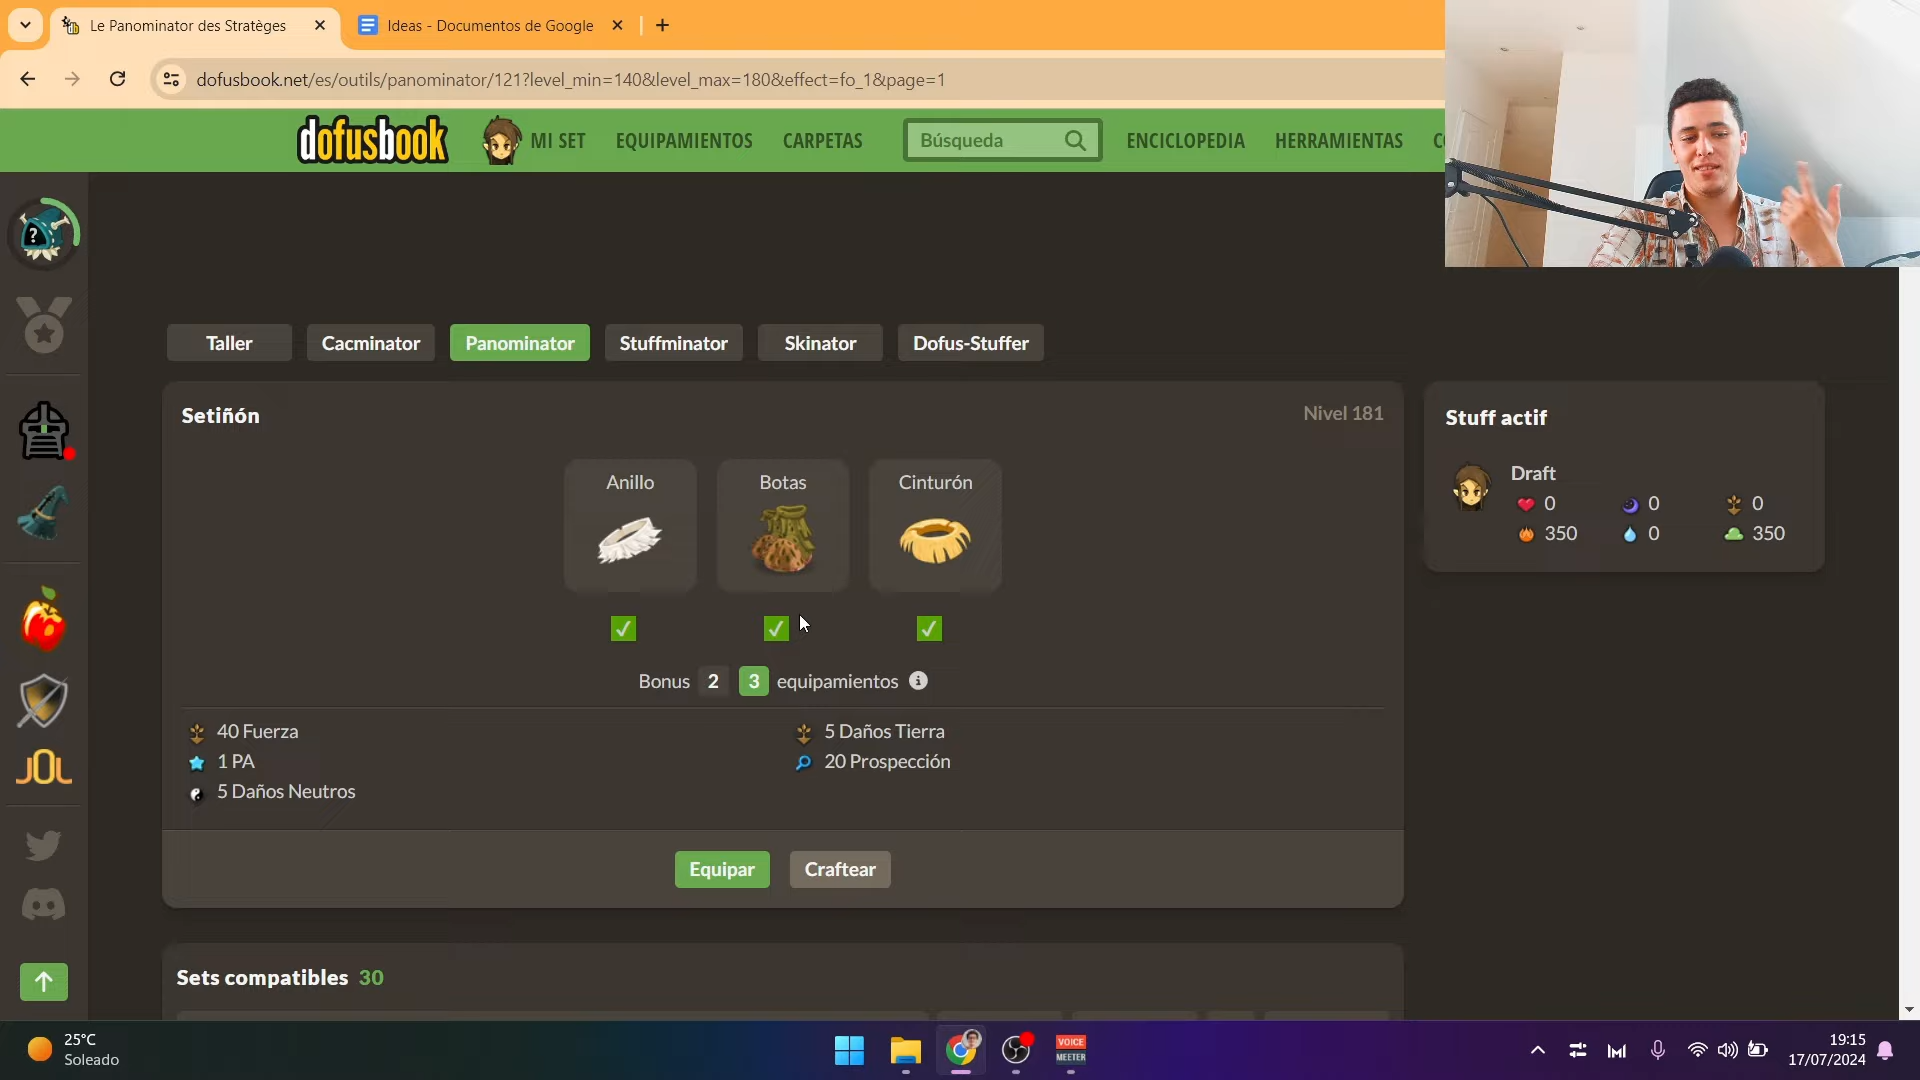 Le Panominator des Stratèges
Ideas - Documentos de Google
dofusbook.net/es/outils/panominator/121?level_min=140&level_max=180&effect=fo_1&page=1
dofusbook
MI SET
EQUIPAMIENTOS
CARPETAS
Búsqueda
ENCICLOPEDIA
HERRAMIENTAS
Taller
Cacminator
Panominator
Stuffminator
Skinator
Dofus-Stuffer
Setiñón
Nivel 181
Anillo
Botas
Cinturón
Bonus 2 3 equipamientos
40 Fuerza
5 Daños Tierra
1 PA
20 Prospección
5 Daños Neutros
Equipar
Craftear
Sets compatibles 30
Stuff actif
Draft
0 0 0
350 0 350
JOL
25°C
Soleado
VOICE
MEETER
19:15
17/07/2024